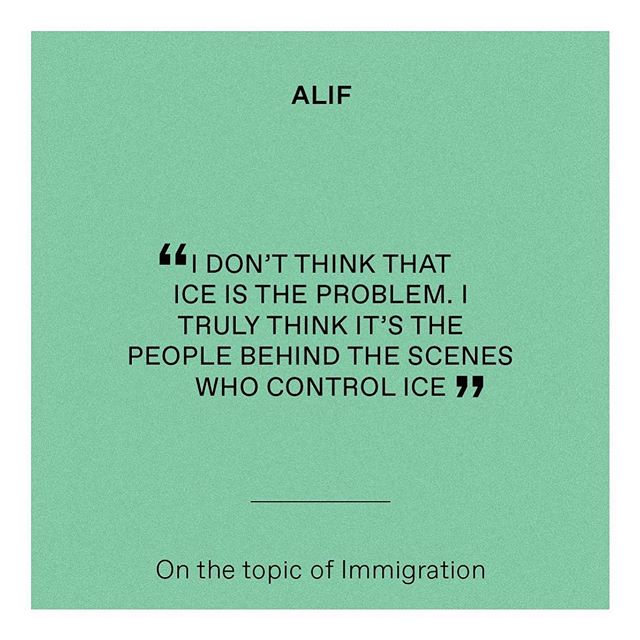 ALIF
“I DON’T THINK THAT
ICE IS THE PROBLEM. I
TRULY THINK IT’S THE
PEOPLE BEHIND THE SCENES
WHO CONTROL ICE”
On the topic of Immigration